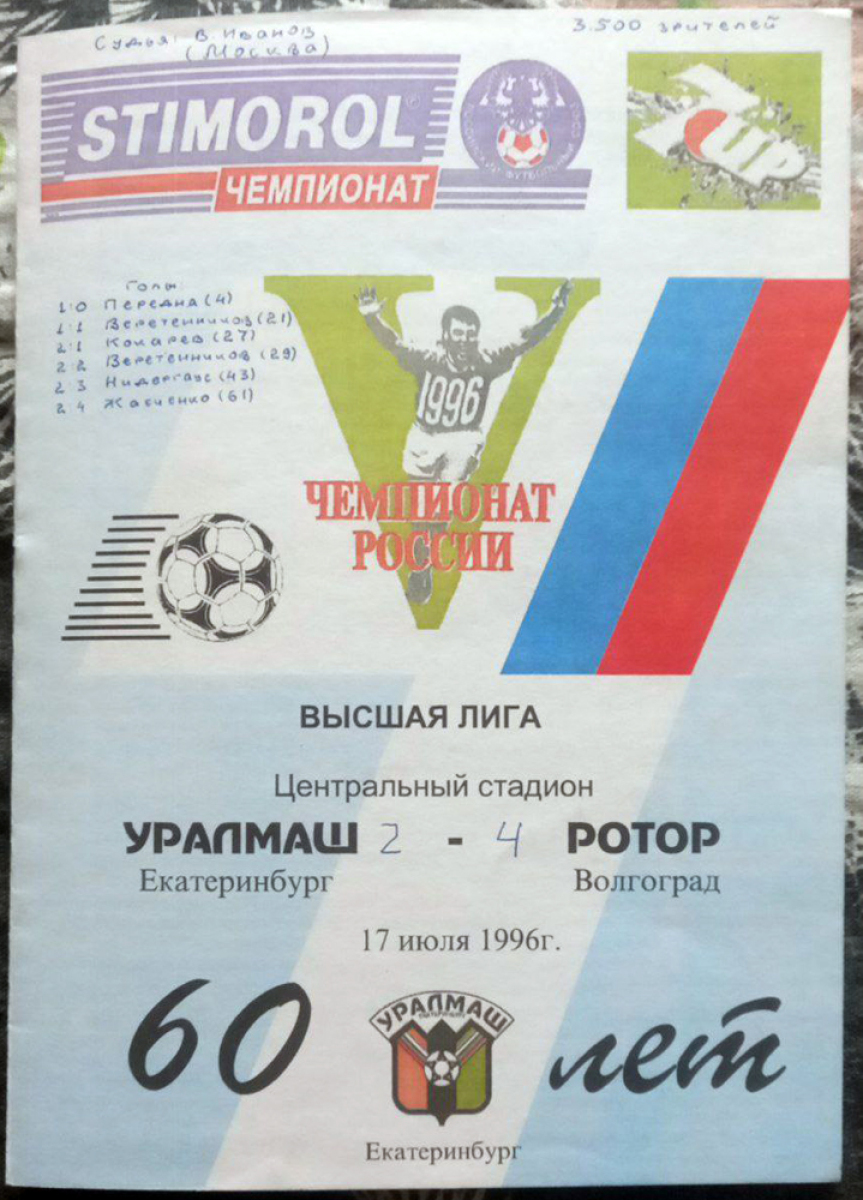 Судья: В. Иванов
(Москва)
3.500 зрителей
STIMOROL
ЧЕМПИОНАТ
7UP
Голы:
1:0 Передня (4)
1:1 Веретенников (21)
2:1 Кокарев (27)
2:2 Веретенников (29)
2 3 Нидергаус (43)
2 4 Жабченко (61)
V
1996
ЧЕМПИОНАТ
РОССИИ
ВЫСШАЯ ЛИГА
Центральный стадион
УРАЛМАШ 2 - 4 РОТОР
Екатеринбург Волгоград
17 июля 1996г.
60 лет
УРАЛМАШ
ЕКАТЕРИНБУРГ
Екатеринбург